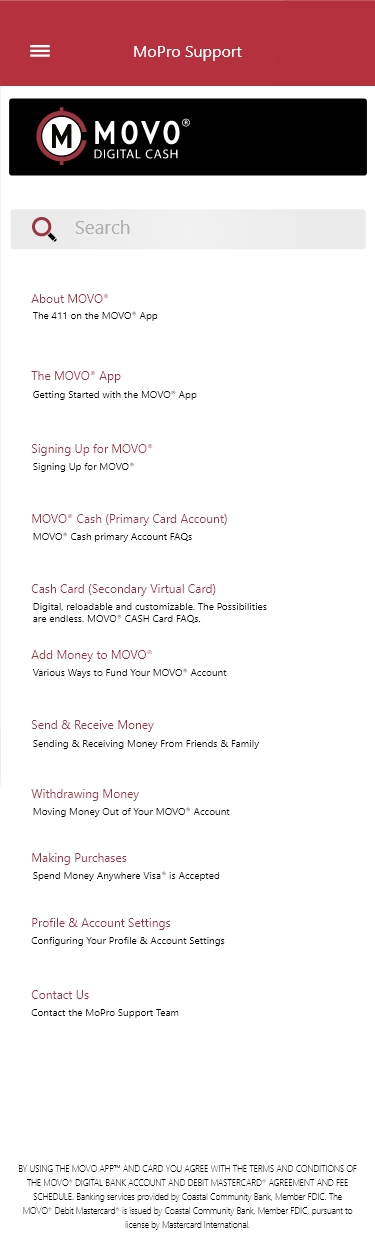 MoPro Support
M MOVO®
DIGITAL CASH
Search
About MOVO®
The 411 on the MOVO® App
The MOVO® App
Getting Started with the MOVO® App
Signing Up for MOVO®
Signing Up for MOVO®
MOVO® Cash (Primary Card Account)
MOVO® Cash primary Account FAQs
Cash Card (Secondary Virtual Card)
Digital, reloadable and customizable. The Possibilities
are endless. MOVO® CASH Card FAQs.
Add Money to MOVO®
Various Ways to Fund Your MOVO® Account
Send & Receive Money
Sending & Receiving Money From Friends & Family
Withdrawing Money
Moving Money Out of Your MOVO® Account
Making Purchases
Spend Money Anywhere Visa® is Accepted
Profile & Account Settings
Configuring Your Profile & Account Settings
Contact Us
Contact the MoPro Support Team
BY USING THE MOVO APP™ AND CARD YOU AGREE WITH THE TERMS AND CONDITIONS OF
THE MOVO® DIGITAL BANK ACCOUNT AND DEBIT MASTERCARD® AGREEMENT AND FEE
SCHEDULE. Banking services provided by Coastal Community Bank, Member FDIC. The
MOVO® Debit Mastercard® is issued by Coastal Community Bank, Member FDIC, pursuant to
license by Mastercard International.